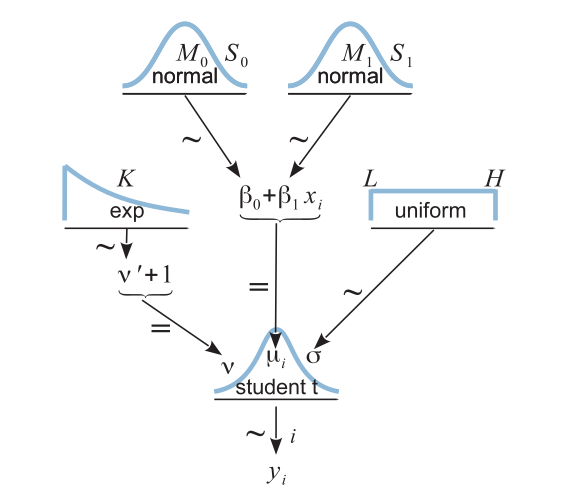 M₀ S₀ M₁ S₁
normal normal
~ ~
K L H
β₀+β₁ xᵢ
exp uniform
~
ν ′+1
= ~
=
ν μᵢ σ
student t
~ i
yᵢ